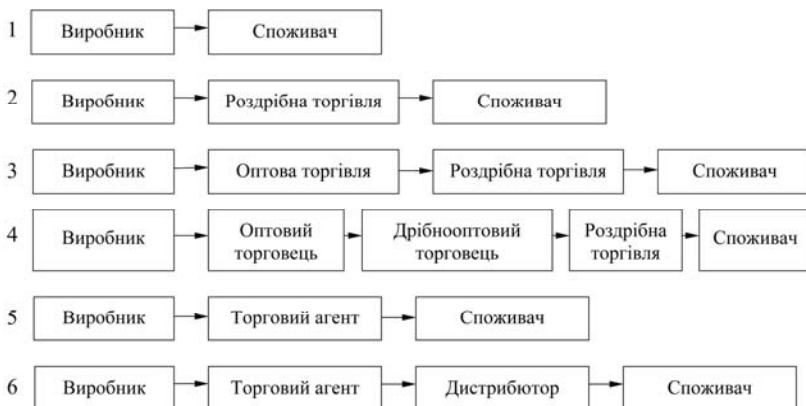 1 Виробник Споживач
2 Виробник Роздрібна торгівля Споживач
3 Виробник Оптова торгівля Роздрібна торгівля Споживач
4 Виробник Оптовий торговець Дрібнооптовий торговець Роздрібна торгівля Споживач
5 Виробник Торговий агент Споживач
6 Виробник Торговий агент Дистрибютор Споживач